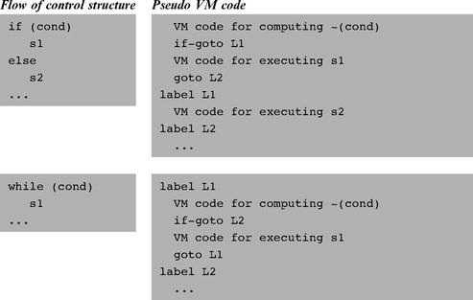 Flow of control structure
if (cond)
s1
else
s2
...
Pseudo VM code
VM code for computing ~(cond)
if-goto L1
VM code for executing s1
goto L2
label L1
VM code for executing s2
label L2
...
while (cond)
s1
...
label L1
VM code for computing ~(cond)
if-goto L2
VM code for executing s1
goto L1
label L2
...